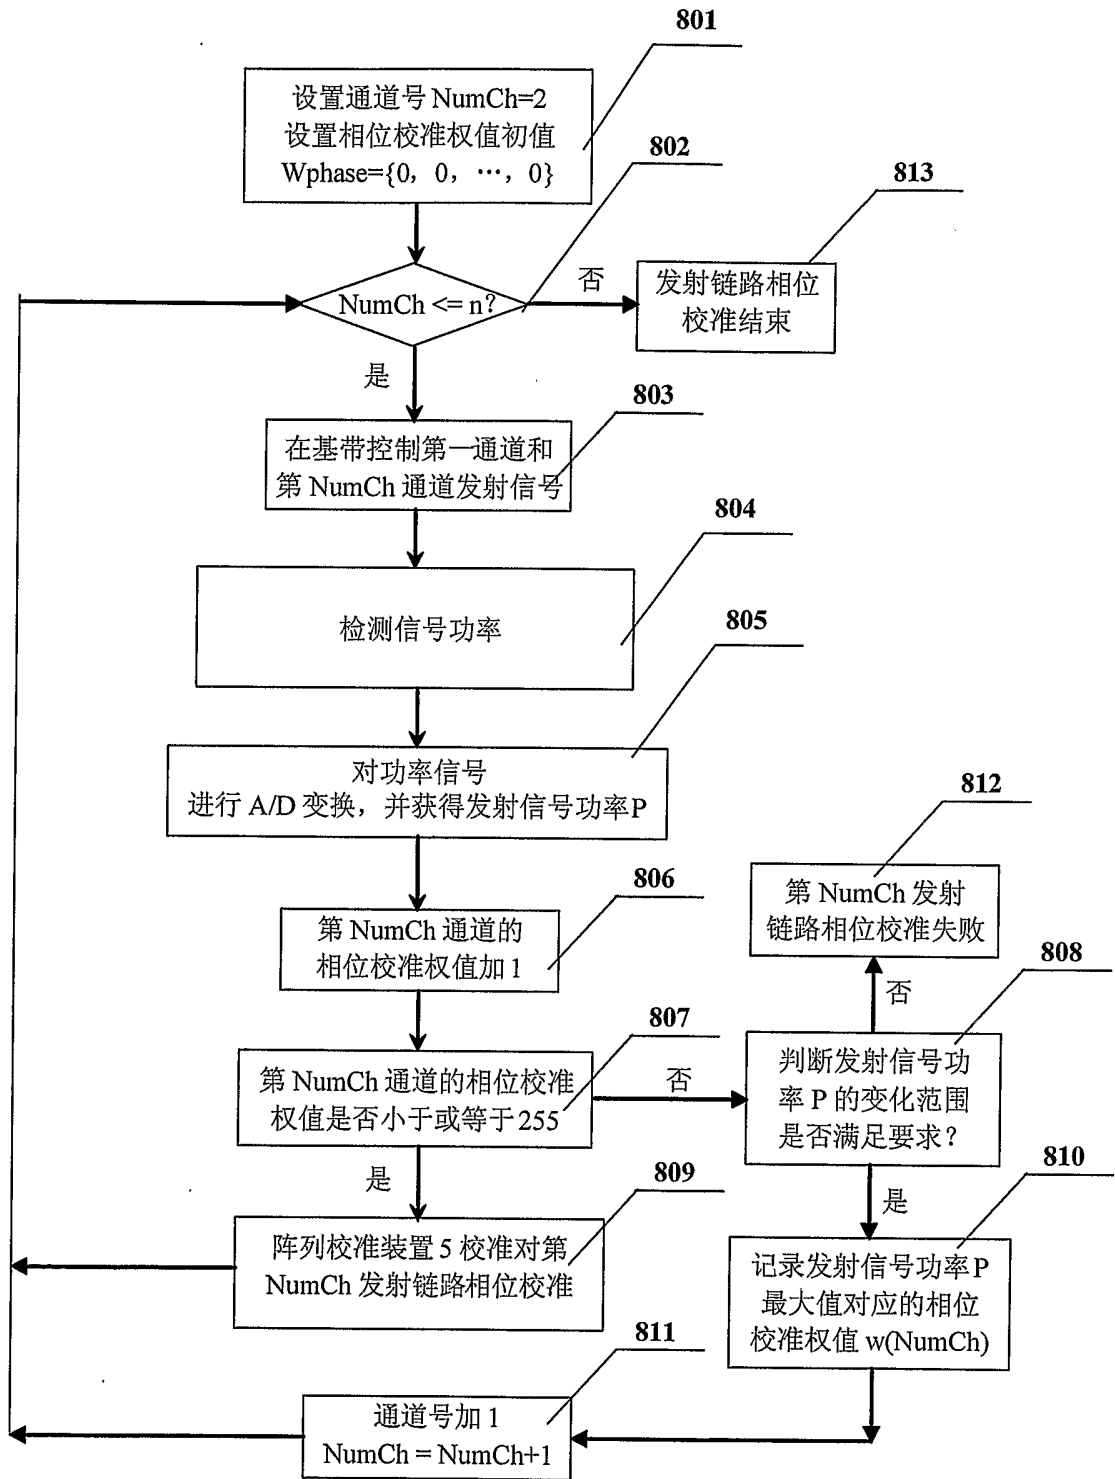 801
设置通道号 NumCh=2
设置相位校准权值初值
Wphase={0，0，…，0}
802
813
NumCh <= n？
否
发射链路相位
校准结束
是
803
在基带控制第一通道和
第 NumCh 通道发射信号
804
检测信号功率
805
对功率信号
进行 A/D 变换，并获得发射信号功率P
812
第 NumCh 发射
链路相位校准失败
806
第 NumCh 通道的
相位校准权值加 1
否
808
807
第 NumCh 通道的相位校准
权值是否小于或等于 255
否
判断发射信号功
率 P 的变化范围
是否满足要求？
是
809
是
810
阵列校准装置 5 校准对第
NumCh 发射链路相位校准
记录发射信号功率 P
最大值对应的相位
校准权值 w(NumCh)
811
通道号加 1
NumCh = NumCh+1